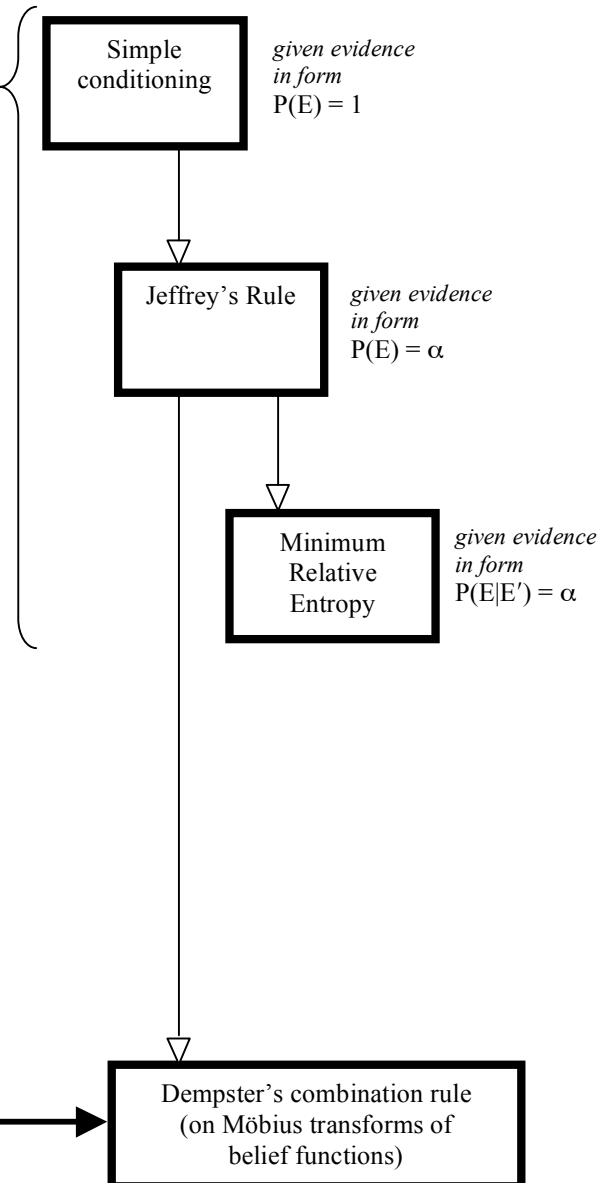 Simple
conditioning
given evidence
in form
P(E) = 1
Jeffrey’s Rule
given evidence
in form
P(E) = α
Minimum
Relative
Entropy
given evidence
in form
P(E|E′) = α
Dempster’s combination rule
(on Möbius transforms of
belief functions)